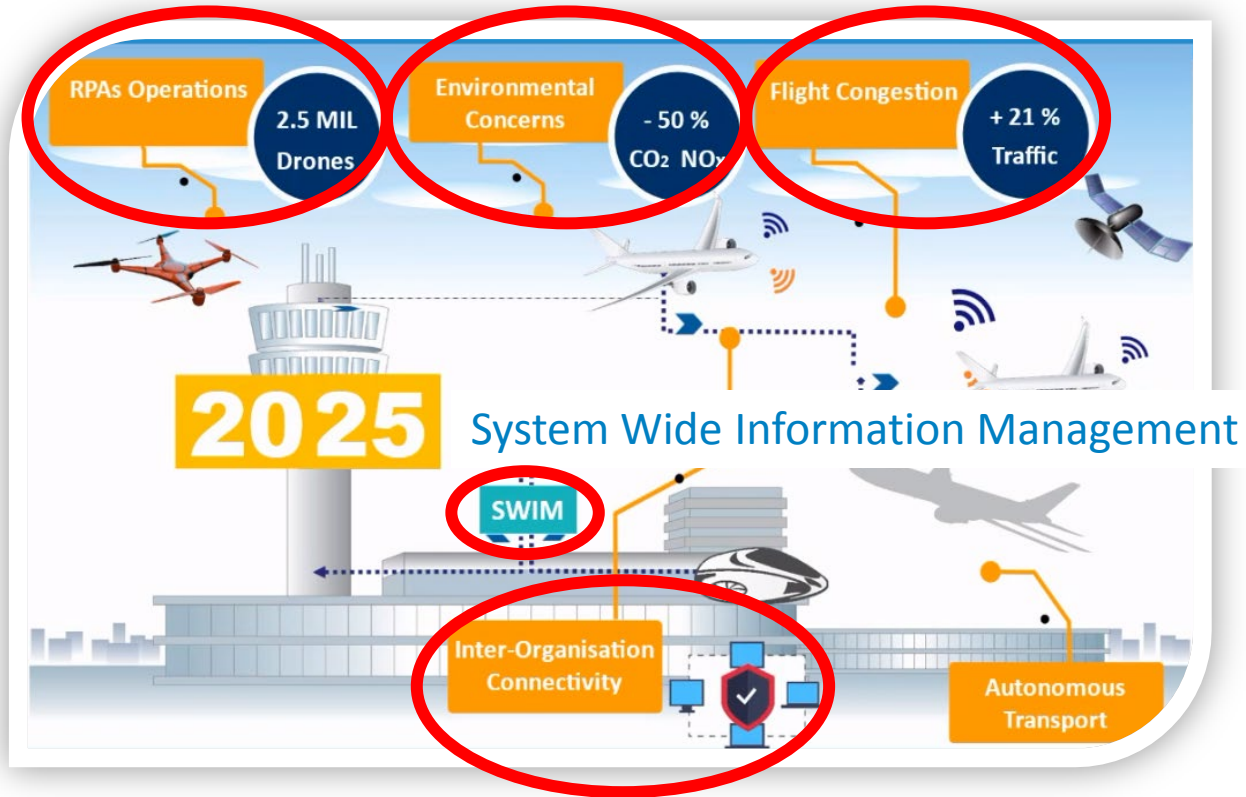 RPAs Operations
2.5 MIL
Drones
Environmental
Concerns
- 50 %
CO₂ NOx
Flight Congestion
+ 21 %
Traffic
2025
System Wide Information Management
SWIM
Inter-Organisation
Connectivity
Autonomous
Transport